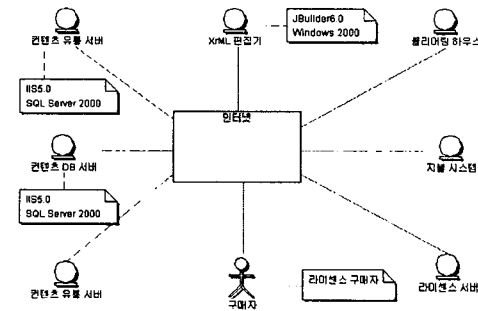 컨텐츠 유통 서버
XrML 편집기
JBuilder6.0
Windows 2000
클리어링 하우스
IIS5.0
SQL Server 2000
인터넷
컨텐츠 DB 서버
지불 시스템
IIS5.0
SQL Server 2000
컨텐츠 유통 서버
구매자
라이센스 구매자
라이센스 서버